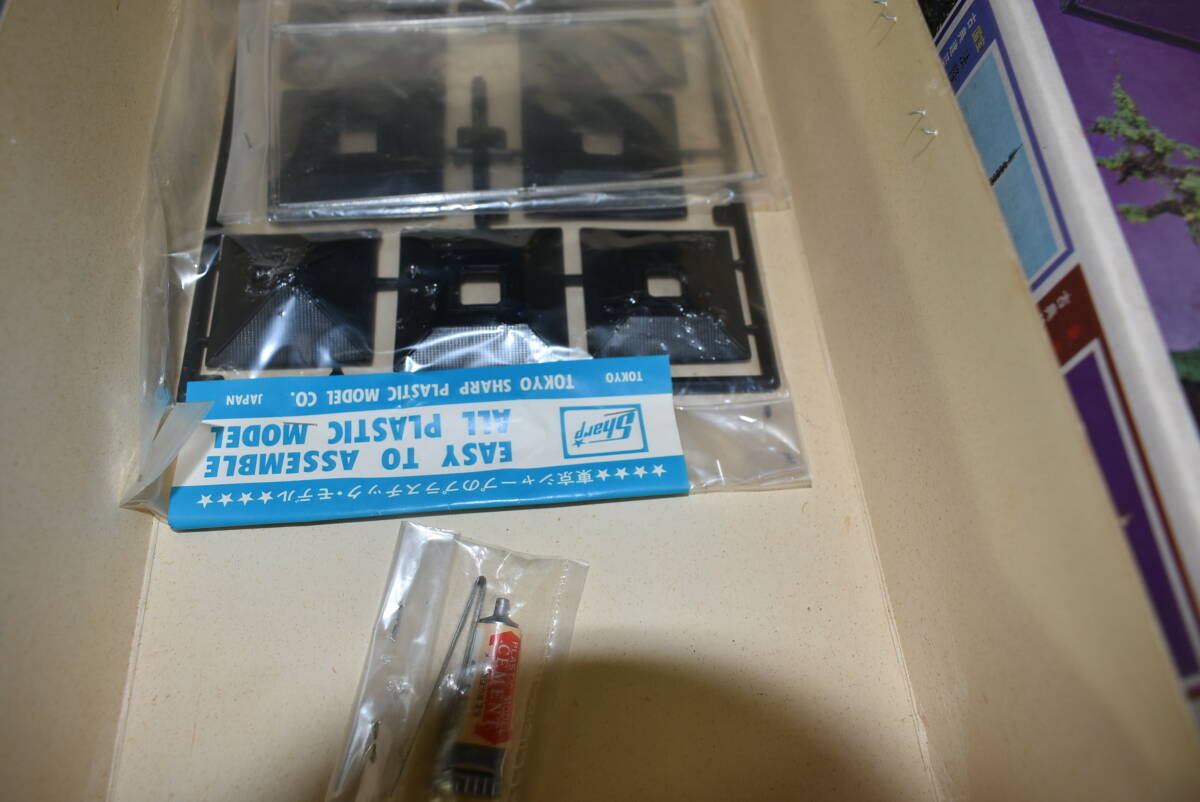 ★★★★★★東京シャープのプラスチック・モデル★★★★★★
Sharp
EASY TO ASSEMBLE
ALL PLASTIC MODEL
TOKYO TOKYO SHARP PLASTIC MODEL CO. JAPAN
CEMENT